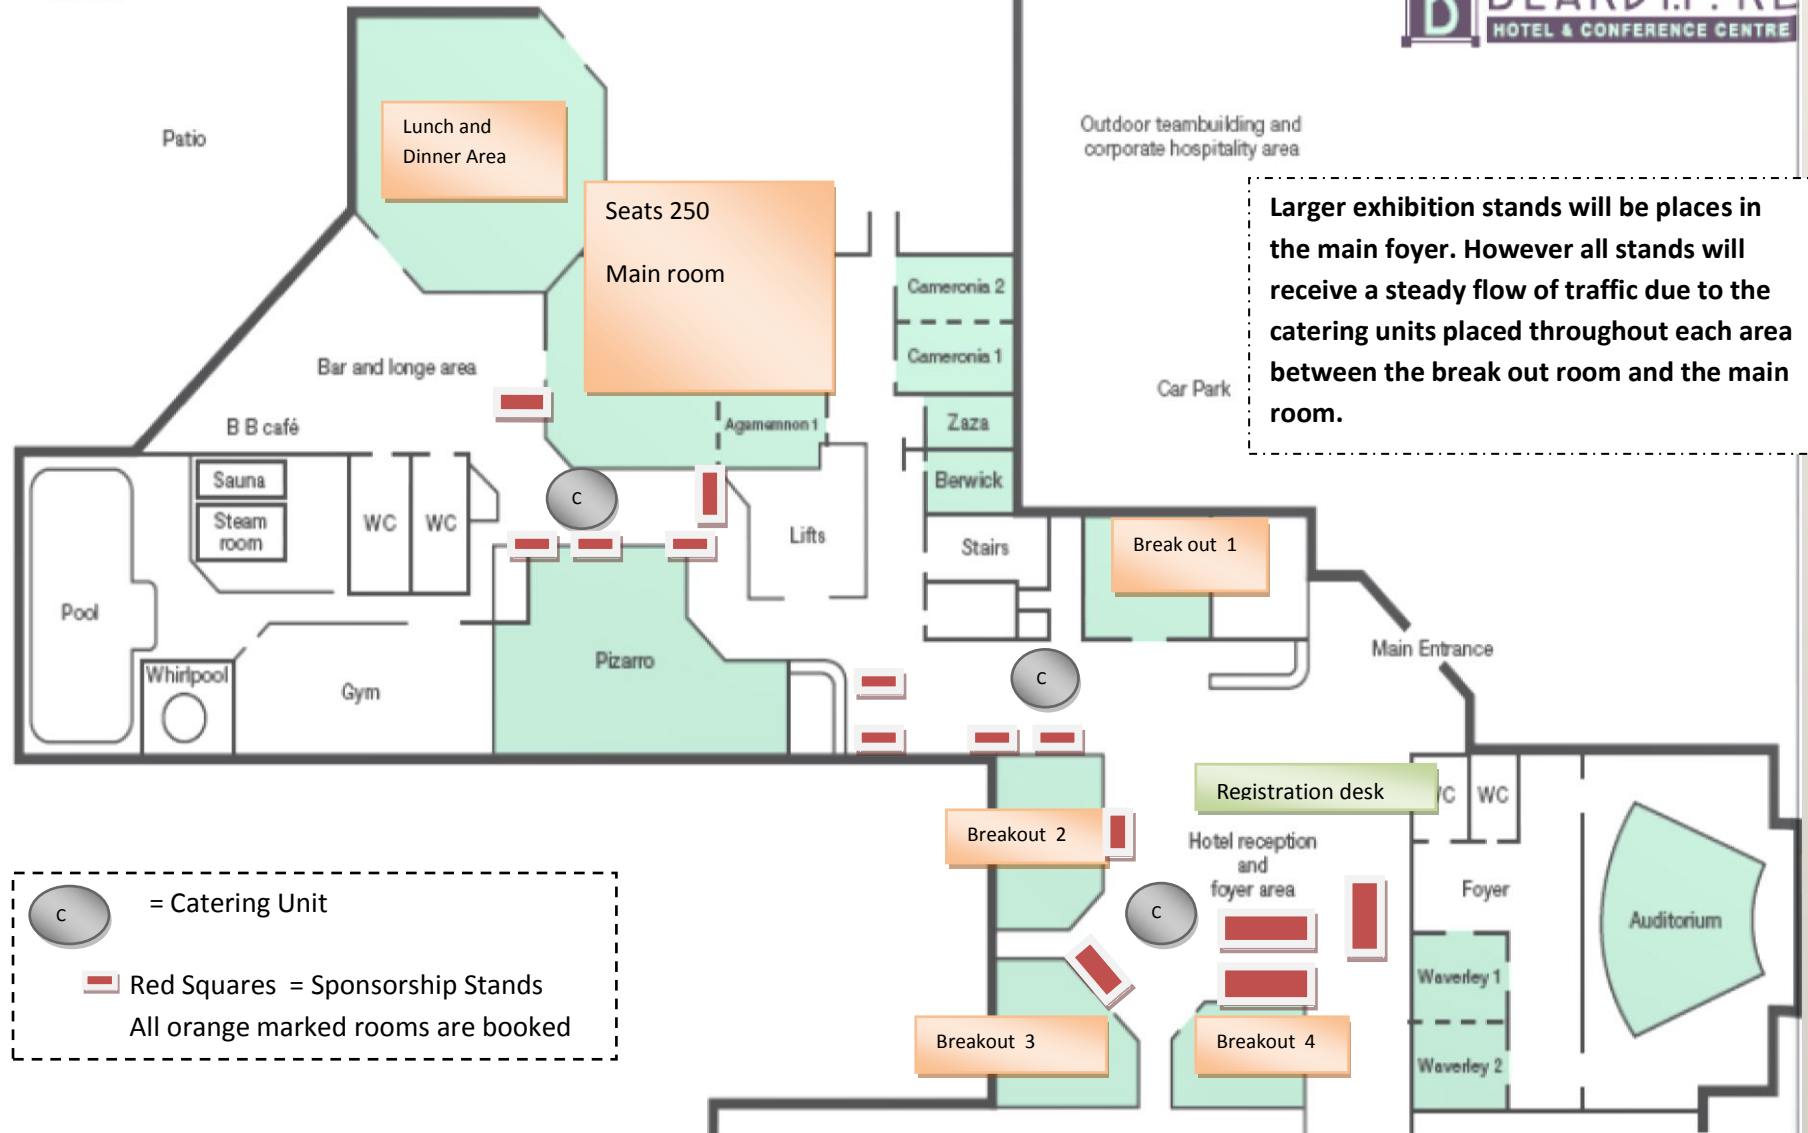 HOTEL & CONFERENCE CENTRE
Patio
Lunch and
Dinner Area
Outdoor teambuilding and
corporate hospitality area
Seats 250
Main room
Larger exhibition stands will be places in
the main foyer. However all stands will
receive a steady flow of traffic due to the
catering units placed throughout each area
between the break out room and the main
room.
Cameronia 2
Cameronia 1
Bar and longe area
Car Park
B B café
Agamemnon 1
Zaza
Sauna
Berwick
C
Steam
room
WC
WC
Lifts
Stairs
Break out 1
Pool
Main Entrance
Pizarro
Whirlpool
Gym
C
Registration desk
WC
Breakout 2
Hotel reception
and
foyer area
Foyer
C
= Catering Unit
C
Auditorium
Red Squares = Sponsorship Stands
Waverley 1
All orange marked rooms are booked
Breakout 3
Breakout 4
Waverley 2